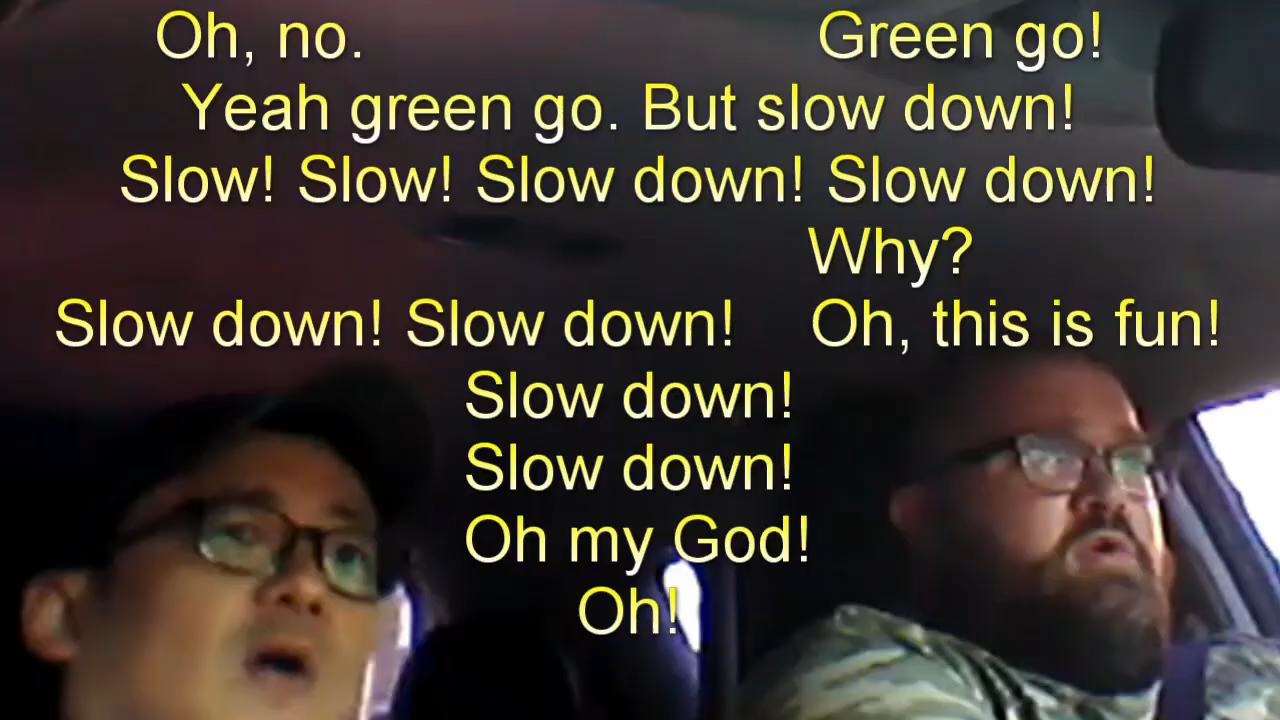 Oh, no. Green go!
Yeah green go. But slow down!
Slow! Slow! Slow down! Slow down!
Why?
Slow down! Slow down! Oh, this is fun!
Slow down!
Slow down!
Oh my God!
Oh!